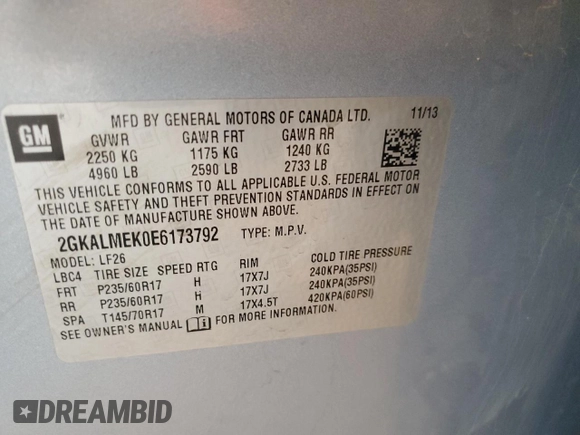 GM
MFD BY GENERAL MOTORS OF CANADA LTD. 11/13
GVWR GAWR FRT GAWR RR
2250 KG 1175 KG 1240 KG
4960 LB 2590 LB 2733 LB
THIS VEHICLE CONFORMS TO ALL APPLICABLE U.S. FEDERAL MOTOR
VEHICLE SAFETY AND THEFT PREVENTION STANDARDS IN EFFECT ON
THE DATE OF MANUFACTURE SHOWN ABOVE.
2GKALMEK0E6173792 TYPE: M.P.V.
MODEL: LF26
LBC4 TIRE SIZE SPEED RTG RIM COLD TIRE PRESSURE
FRT P235/60R17 H 17X7J 240KPA(35PSI)
RR P235/60R17 H 17X7J 240KPA(35PSI)
SPA T145/70R17 M 17X4.5T 420KPA(60PSI)
SEE OWNER'S MANUAL FOR MORE INFORMATION.
DREAMBID